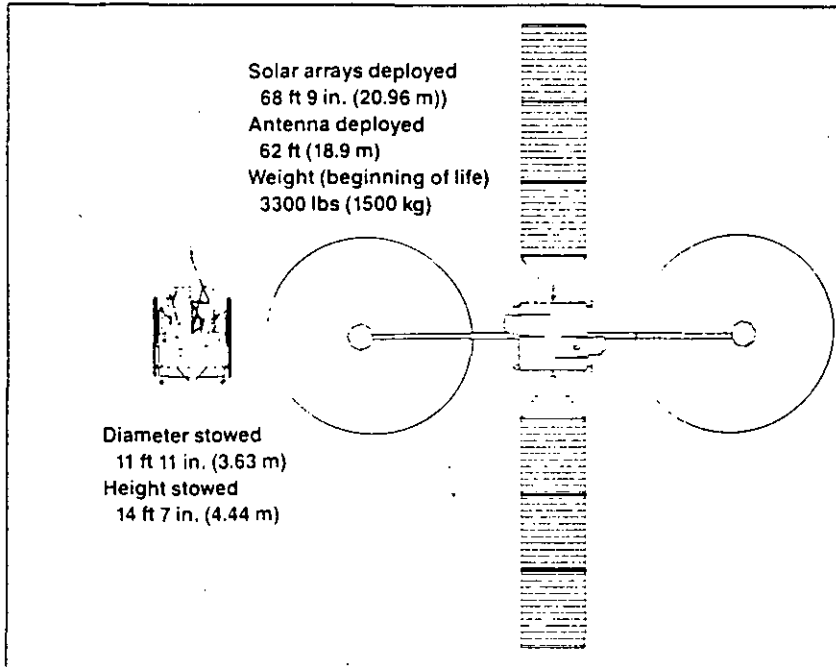 Solar arrays deployed
68 ft 9 in. (20.96 m))
Antenna deployed
62 ft (18.9 m)
Weight (beginning of life)
3300 lbs (1500 kg)
Diameter stowed
11 ft 11 in. (3.63 m)
Height stowed
14 ft 7 in. (4.44 m)